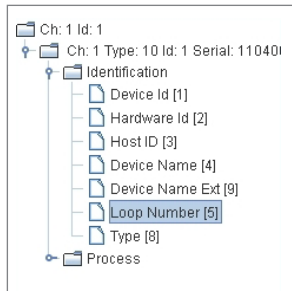 Ch: 1 Id: 1
Ch: 1 Type: 10 Id: 1 Serial: 11040
Identification
Device Id [1]
Hardware Id [2]
Host ID [3]
Device Name [4]
Device Name Ext [9]
Loop Number [5]
Type [8]
Process